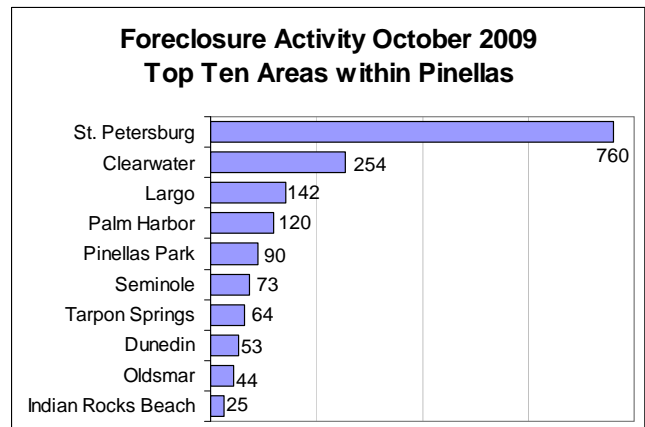 Foreclosure Activity October 2009
Top Ten Areas within Pinellas
St. Petersburg 760
Clearwater 254
Largo 142
Palm Harbor 120
Pinellas Park 90
Seminole 73
Tarpon Springs 64
Dunedin 53
Oldsmar 44
Indian Rocks Beach 25